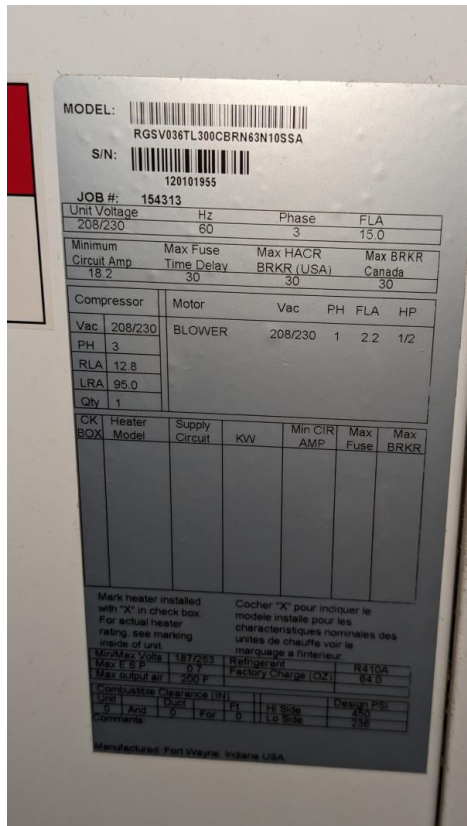 MODEL:
RGSV036TL300CBRN63N10SSA
S/N:
120101955
JOB #: 154313
Unit Voltage Hz Phase FLA
208/230 60 3 15.0
Minimum Circuit Amp Max Fuse Time Delay Max HACR BRKR (USA) Max BRKR Canada
18.2 30 30 30
Compressor Motor Vac PH FLA HP
Vac 208/230 BLOWER 208/230 1 2.2 1/2
PH 3
RLA 12.8
LRA 95.0
Qty 1
CK BOX Heater Model Supply Circuit KW Min CIR AMP Max Fuse Max BRKR
Mark heater installed
with "X" in check box.
For actual heater
rating, see marking
inside of unit.
Cocher "X" pour indiquer le
modele installe pour les
characteristiques nominales des
unites de chauffe voir le
marquage a l'interieur.
Min/Max Volts 187/253 Refrigerant R410A
Max E.S.P 0.7 Factory Charge (OZ) 64.0
Max output air 200 F
Combustible Clearance (IN) Design PSI
Unit Duct Ft Hi Side 450
0 And 0 For 0 Lo Side 236
Comments
Manufactured: Fort Wayne, Indiana USA